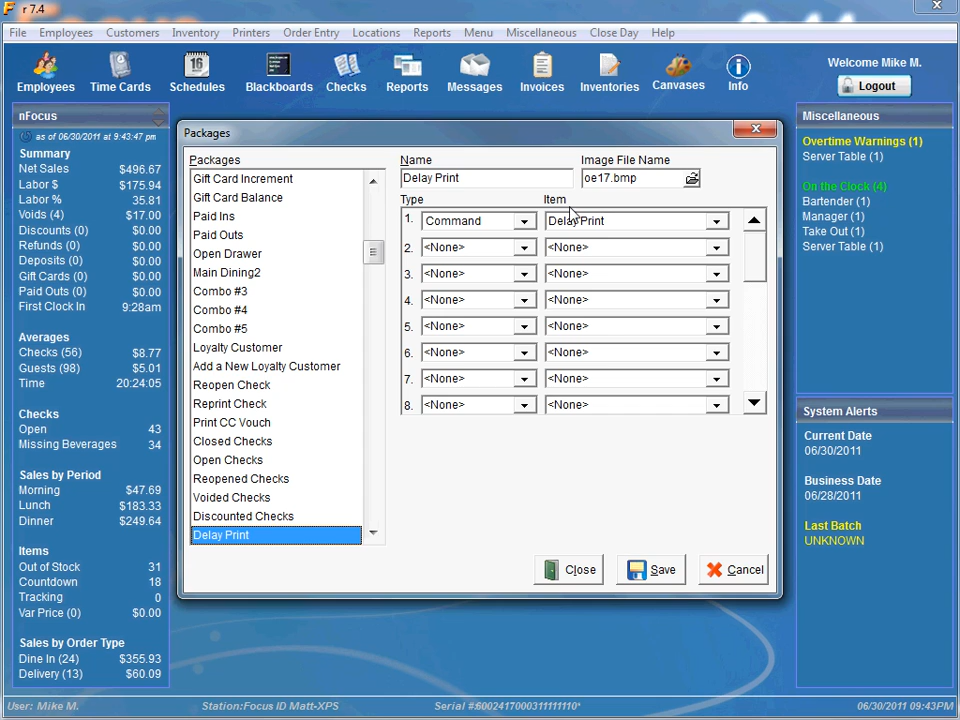 r 7.4
File Employees Customers Inventory Printers Order Entry Locations Reports Menu Miscellaneous Close Day Help
Employees Time Cards Schedules Blackboards Checks Reports Messages Invoices Inventories Canvases Info
16
Welcome Mike M.
Logout
nFocus
as of 06/30/2011 at 9:43:47 pm
Summary
Net Sales $496.67
Labor $ $175.94
Labor % 35.81
Voids (4) $17.00
Discounts (0) $0.00
Refunds (0) $0.00
Deposits (0) $0.00
Gift Cards (0) $0.00
Paid Outs (0) $0.00
First Clock In 9:28am
Averages
Checks (56) $8.77
Guests (98) $5.01
Time 20:24:05
Checks
Open 43
Missing Beverages 34
Sales by Period
Morning $47.69
Lunch $183.33
Dinner $249.64
Items
Out of Stock 31
Countdown 18
Tracking 0
Var Price (0) $0.00
Sales by Order Type
Dine In (24) $355.93
Delivery (13) $60.09
Packages
Packages
Gift Card Increment
Gift Card Balance
Paid Ins
Paid Outs
Open Drawer
Main Dining2
Combo #3
Combo #4
Combo #5
Loyalty Customer
Add a New Loyalty Customer
Reopen Check
Reprint Check
Print CC Vouch
Closed Checks
Open Checks
Reopened Checks
Voided Checks
Discounted Checks
Delay Print
Name Image File Name
Delay Print oe17.bmp
Type Item
1. Command Delay Print
2. <None> <None>
3. <None> <None>
4. <None> <None>
5. <None> <None>
6. <None> <None>
7. <None> <None>
8. <None> <None>
Close Save Cancel
Miscellaneous
Overtime Warnings (1)
Server Table (1)
On the Clock (4)
Bartender (1)
Manager (1)
Take Out (1)
Server Table (1)
System Alerts
Current Date
06/30/2011
Business Date
06/28/2011
Last Batch
UNKNOWN
User: Mike M. Station:Focus ID Matt-XPS Serial #:6002417000311111110* 06/30/2011 09:43PM